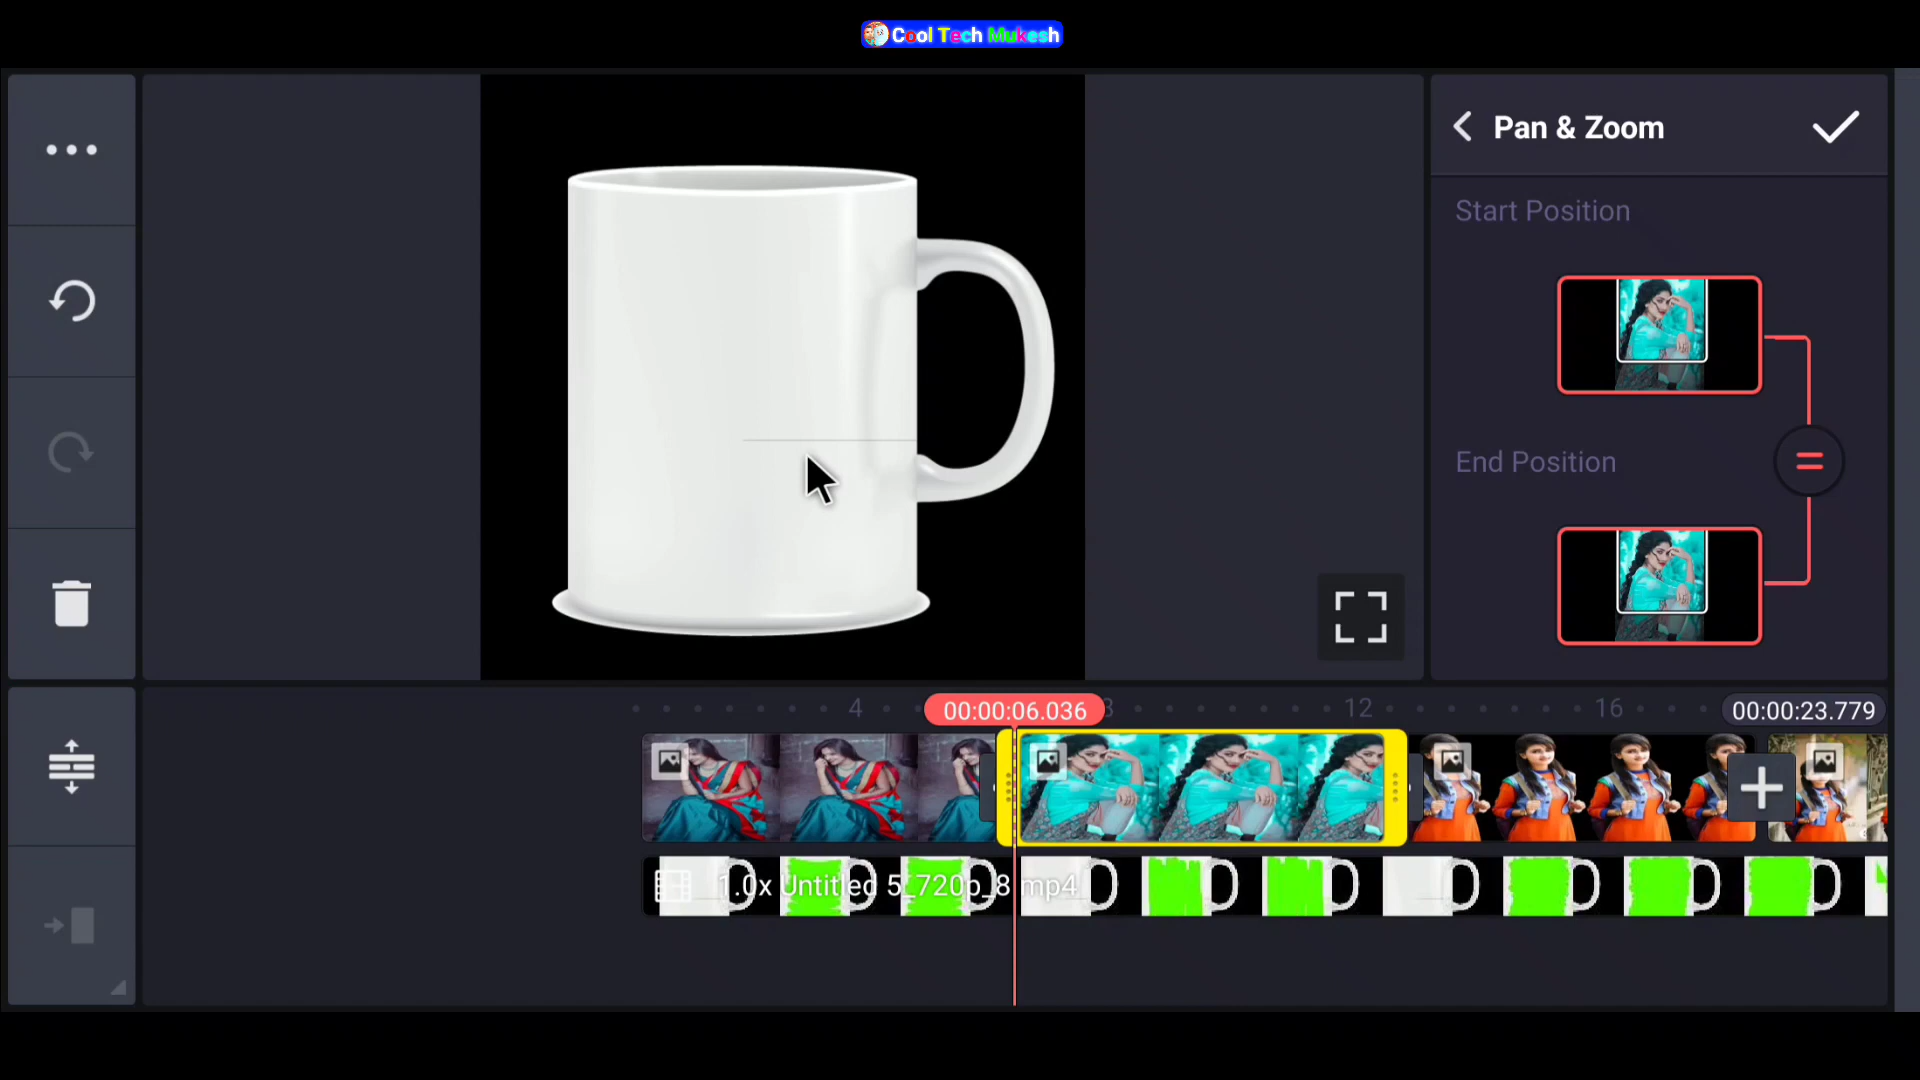 Cool Tech Mukesh
Pan & Zoom
Start Position
End Position
4
00:00:06.036
8
12
16
00:00:23.779
1.0x Untitled 5_720p_8 mp4